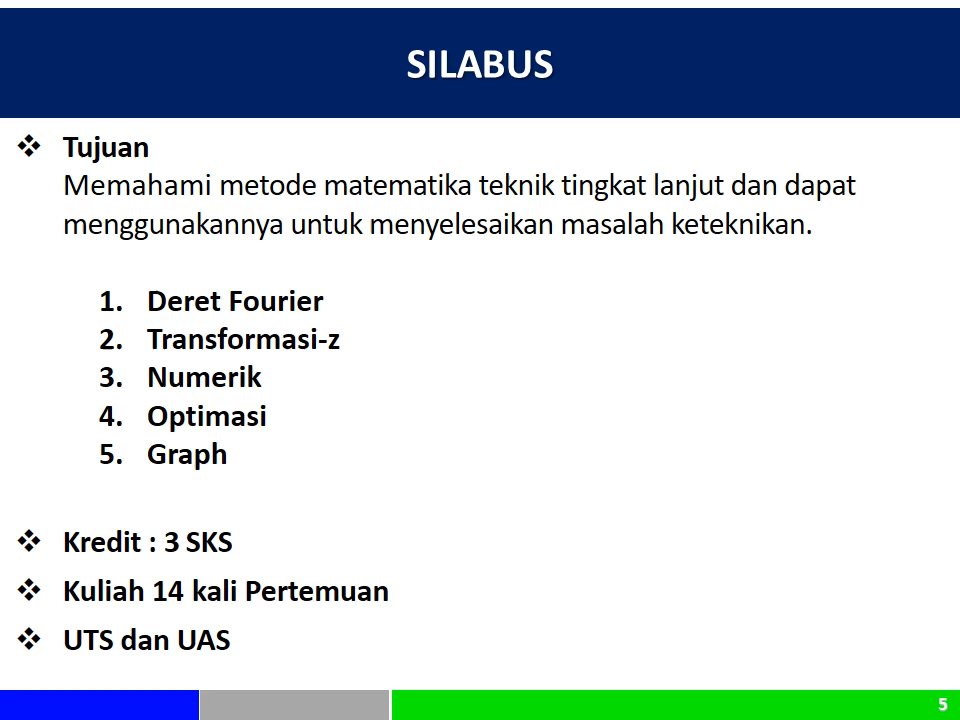 SILABUS
❖ Tujuan
Memahami metode matematika teknik tingkat lanjut dan dapat
menggunakannya untuk menyelesaikan masalah keteknikan.
1. Deret Fourier
2. Transformasi-z
3. Numerik
4. Optimasi
5. Graph
❖ Kredit : 3 SKS
❖ Kuliah 14 kali Pertemuan
❖ UTS dan UAS
5